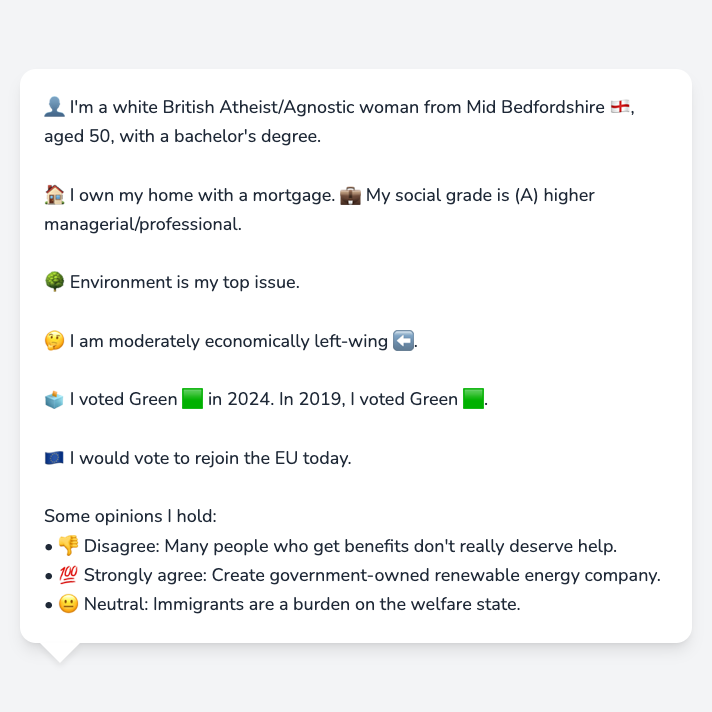 👤 I'm a white British Atheist/Agnostic woman from Mid Bedfordshire 🏴󠁧󠁢󠁥󠁮󠁧󠁿,
aged 50, with a bachelor's degree.
🏠 I own my home with a mortgage. 💼 My social grade is (A) higher
managerial/professional.
🌳 Environment is my top issue.
🤔 I am moderately economically left-wing ⬅️.
🗳️ I voted Green 🟩 in 2024. In 2019, I voted Green 🟩.
🇪🇺 I would vote to rejoin the EU today.
Some opinions I hold:
• 👎 Disagree: Many people who get benefits don't really deserve help.
• 💯 Strongly agree: Create government-owned renewable energy company.
• 😐 Neutral: Immigrants are a burden on the welfare state.